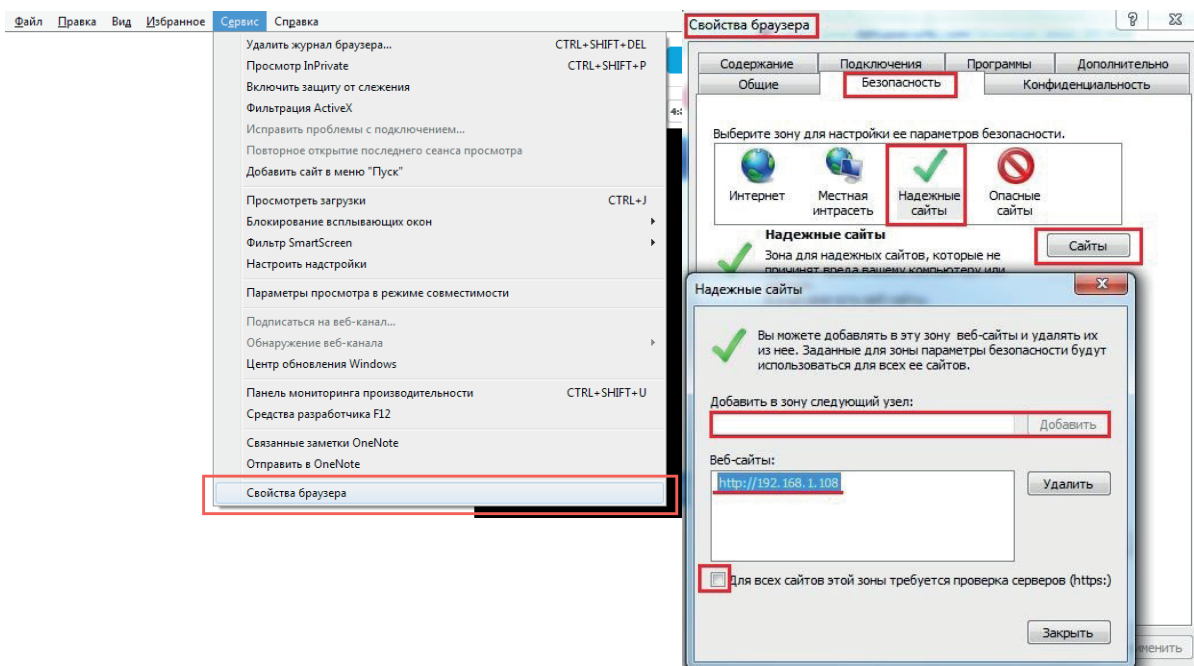 Файл Правка Вид Избранное Сервис Справка
Удалить журнал браузера... CTRL+SHIFT+DEL
Просмотр InPrivate CTRL+SHIFT+P
Включить защиту от слежения
Фильтрация ActiveX
Исправить проблемы с подключением...
Повторное открытие последнего сеанса просмотра
Добавить сайт в меню "Пуск"
Просмотреть загрузки CTRL+J
Блокирование всплывающих окон
Фильтр SmartScreen
Настроить надстройки
Параметры просмотра в режиме совместимости
Подписаться на веб-канал...
Обнаружение веб-канала
Центр обновления Windows
Панель мониторинга производительности CTRL+SHIFT+U
Средства разработчика F12
Связанные заметки OneNote
Отправить в OneNote
Свойства браузера
Свойства браузера
Содержание Подключения Программы Дополнительно
Общие Безопасность Конфиденциальность
Выберите зону для настройки ее параметров безопасности.
Интернет Местная интрасеть Надежные сайты Опасные сайты
Надежные сайты
Сайты
Зона для надежных сайтов, которые не
причинят вреда вашему компьютеру или
Надежные сайты
Вы можете добавлять в эту зону веб-сайты и удалять их
из нее. Заданные для зоны параметры безопасности будут
использоваться для всех ее сайтов.
Добавить в зону следующий узел:
Добавить
Веб-сайты:
http://192.168.1.108
Удалить
Для всех сайтов этой зоны требуется проверка серверов (https:)
Закрыть